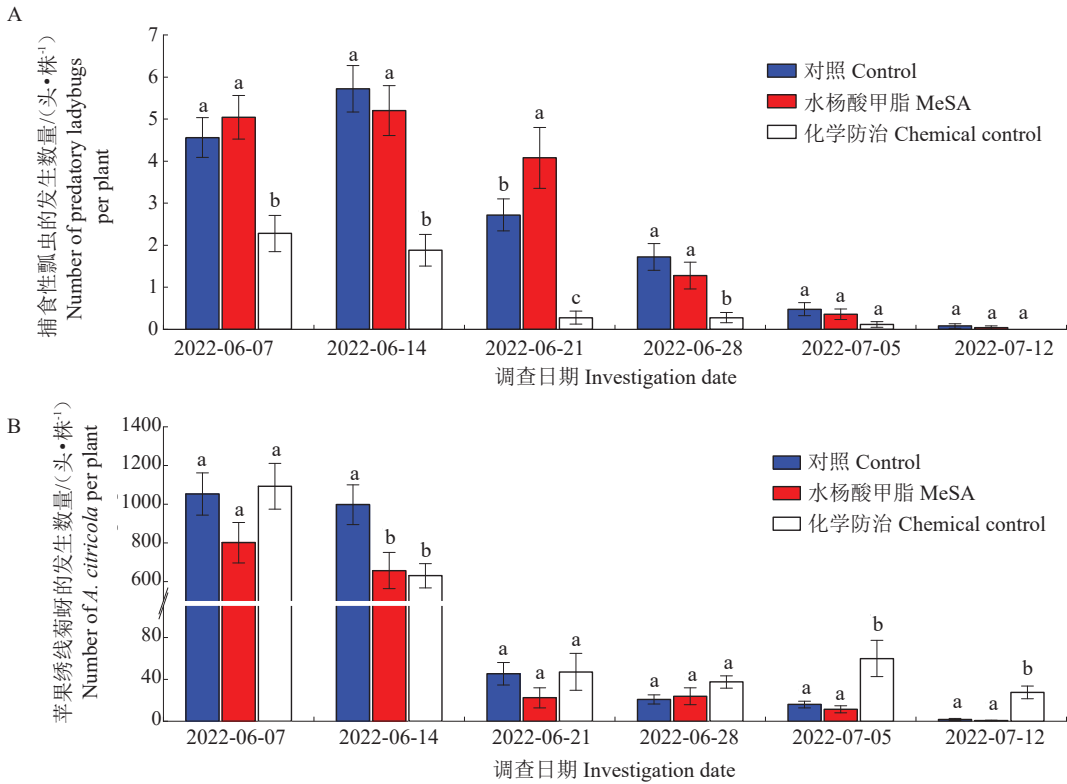 A
捕食性瓢虫的发生数量/(头•株⁻¹)
Number of predatory ladybugs
per plant
7
6
5
4
3
2
1
0
a
a
b
a
a
b
b
a
c
a
a
b
a
a
a
a
a
a
对照 Control
水杨酸甲脂 MeSA
化学防治 Chemical control
2022-06-07
2022-06-14
2022-06-21
2022-06-28
2022-07-05
2022-07-12
调查日期 Investigation date
B
苹果绣线菊蚜的发生数量/(头•株⁻¹)
Number of A. citricola per plant
1400
1200
1000
800
600
80
40
0
a
a
a
a
b
b
a
a
a
a
a
a
a
a
b
a
a
b
对照 Control
水杨酸甲脂 MeSA
化学防治 Chemical control
2022-06-07
2022-06-14
2022-06-21
2022-06-28
2022-07-05
2022-07-12
调查日期 Investigation date